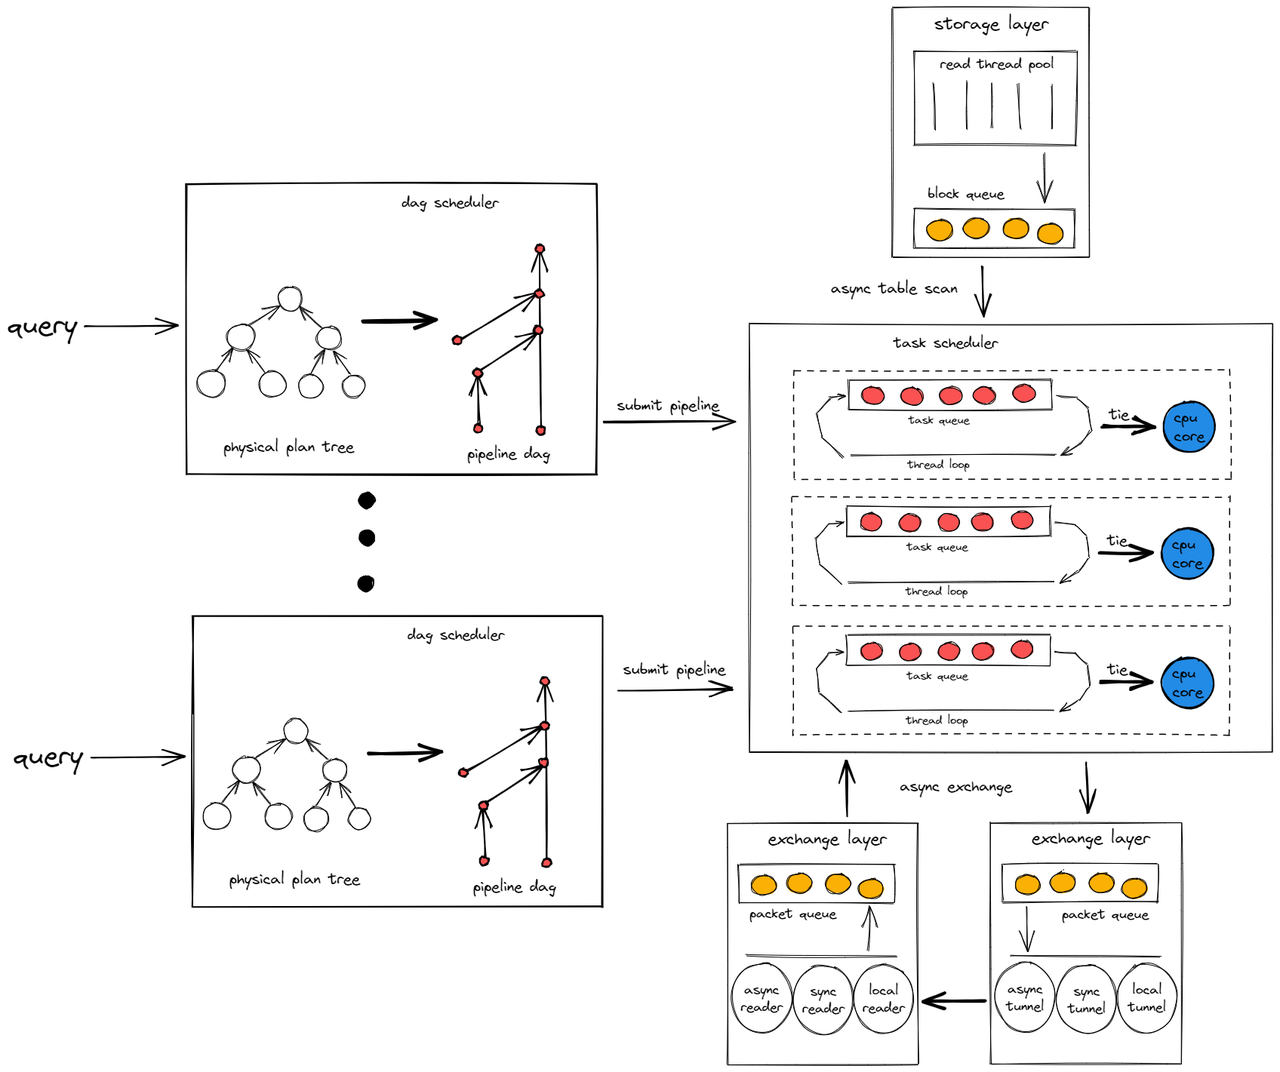 storage layer
read thread pool
block queue
async table scan
dag scheduler
query
physical plan tree
pipeline dag
submit pipeline
task scheduler
task queue
thread loop
tie
cpu
core
task queue
thread loop
tie
cpu
core
task queue
thread loop
tie
cpu
core
dag scheduler
query
physical plan tree
pipeline dag
submit pipeline
async exchange
exchange layer
packet queue
async
reader
sync
reader
local
reader
exchange layer
packet queue
async
tunnel
sync
tunnel
local
tunnel